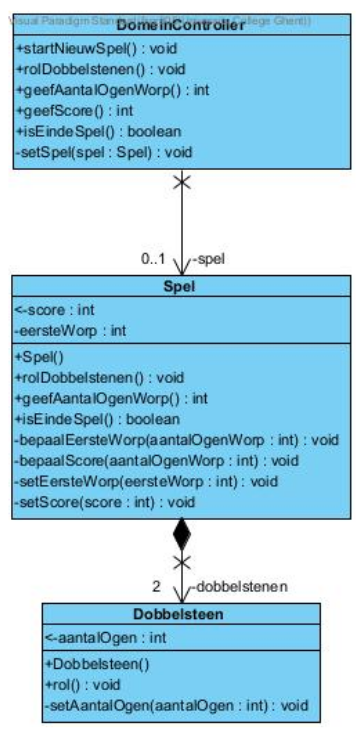 Visual Paradigm Standard
University College Ghent))
DomeinController
+startNieuwSpel() : void
+rolDobbelstenen() : void
+geefAantalOgenWorp() : int
+geefScore() : int
+isEindeSpel() : boolean
-setSpel(spel : Spel) : void
0..1
-spel
Spel
<-score : int
-eersteWorp : int
+Spel()
+rolDobbelstenen() : void
+geefAantalOgenWorp() : int
+isEindeSpel() : boolean
-bepaalEersteWorp(aantalOgenWorp : int) : void
-bepaalScore(aantalOgenWorp : int) : void
-setEersteWorp(eersteWorp : int) : void
-setScore(score : int) : void
2
-dobbelstenen
Dobbelsteen
<-aantalOgen : int
+Dobbelsteen()
+rol() : void
-setAantalOgen(aantalOgen : int) : void